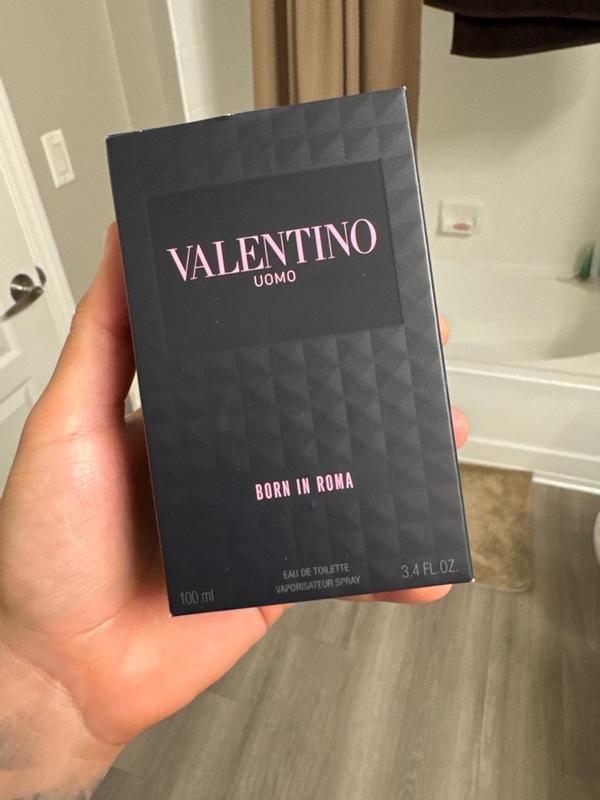 VALENTINO
UOMO
BORN IN ROMA
EAU DE TOILETTE
VAPORISATEUR SPRAY
100 ml
3.4 FL.OZ.